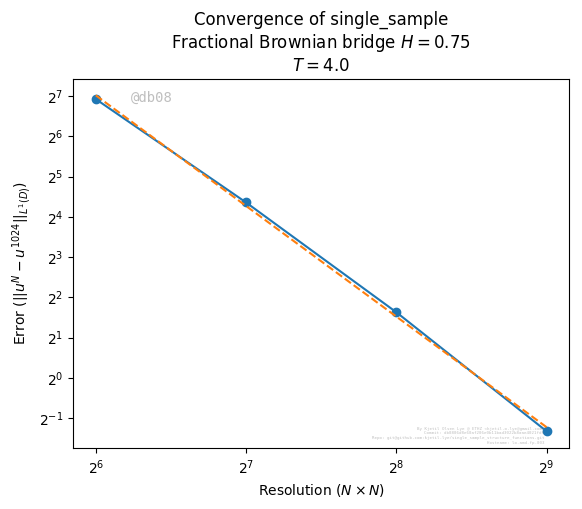 Convergence of single_sample
Fractional Brownian bridge H = 0.75
T = 4.0
@db08
Error (||u^N − u^1024||_{L^1(D)})
2^7
2^6
2^5
2^4
2^3
2^2
2^1
2^0
2^−1
2^6 2^7 2^8 2^9
Resolution (N × N)